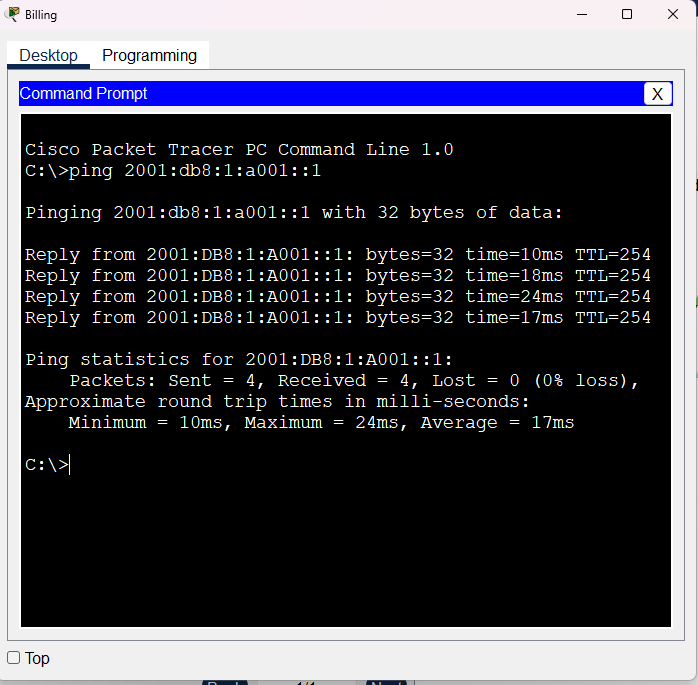 Billing
Desktop Programming
Command Prompt X
Cisco Packet Tracer PC Command Line 1.0
C:\>ping 2001:db8:1:a001::1
Pinging 2001:db8:1:a001::1 with 32 bytes of data:
Reply from 2001:DB8:1:A001::1: bytes=32 time=10ms TTL=254
Reply from 2001:DB8:1:A001::1: bytes=32 time=18ms TTL=254
Reply from 2001:DB8:1:A001::1: bytes=32 time=24ms TTL=254
Reply from 2001:DB8:1:A001::1: bytes=32 time=17ms TTL=254
Ping statistics for 2001:DB8:1:A001::1:
Packets: Sent = 4, Received = 4, Lost = 0 (0% loss),
Approximate round trip times in milli-seconds:
Minimum = 10ms, Maximum = 24ms, Average = 17ms
C:\>
Top